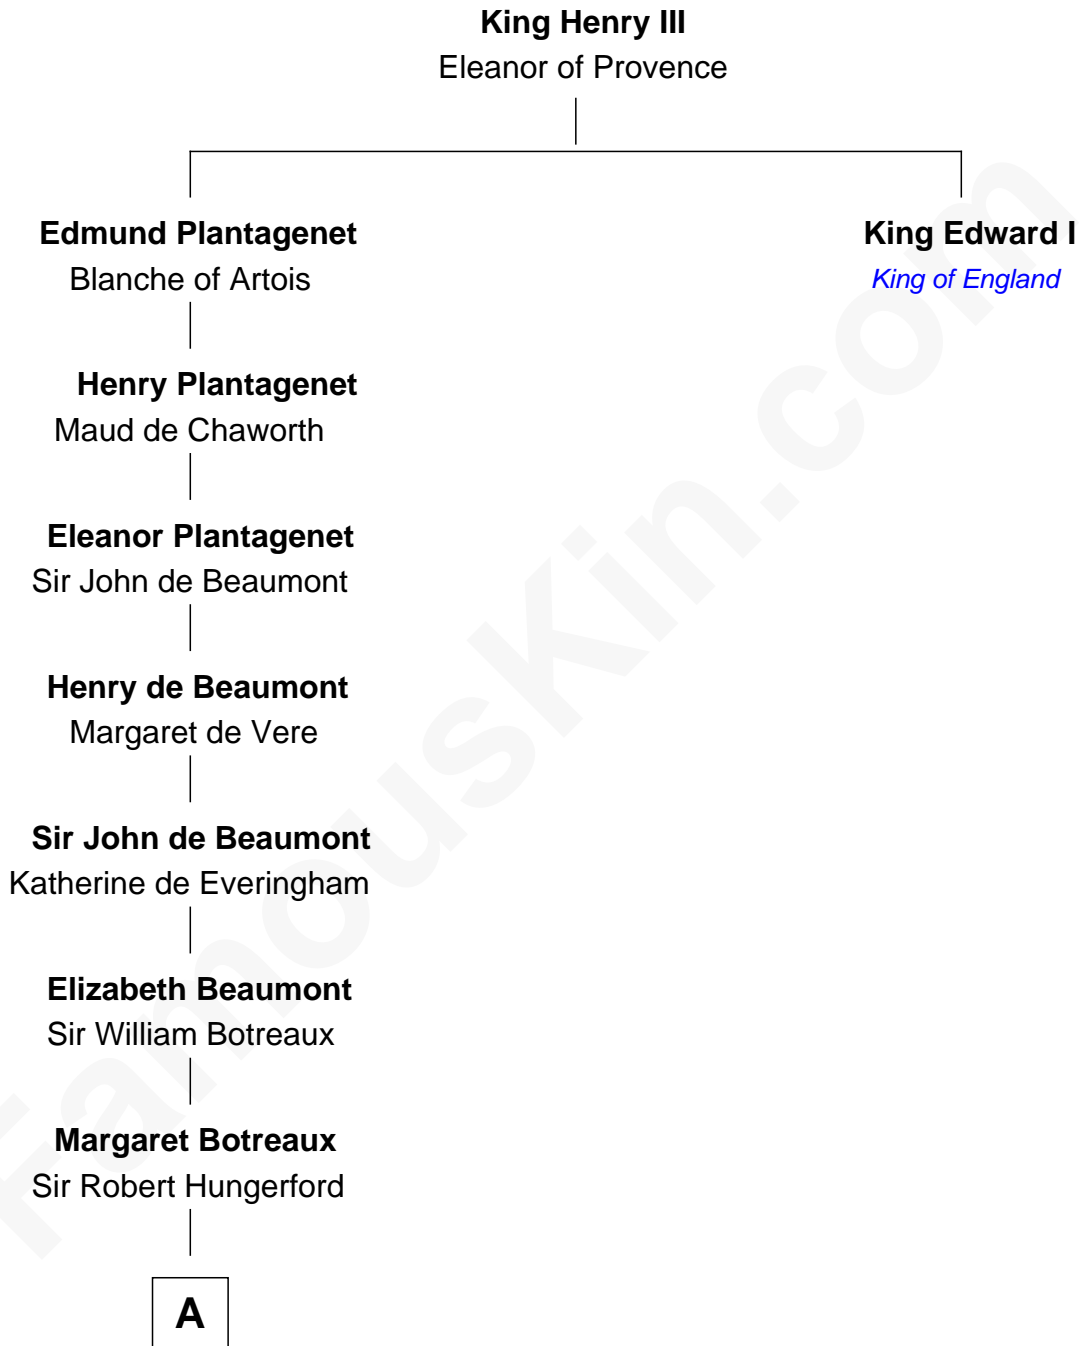 King Henry III
Eleanor of Provence
Edmund Plantagenet
Blanche of Artois
King Edward I
King of England
Henry Plantagenet
Maud de Chaworth
Eleanor Plantagenet
Sir John de Beaumont
Henry de Beaumont
Margaret de Vere
Sir John de Beaumont
Katherine de Everingham
Elizabeth Beaumont
Sir William Botreaux
Margaret Botreaux
Sir Robert Hungerford
A
FamousKin.com